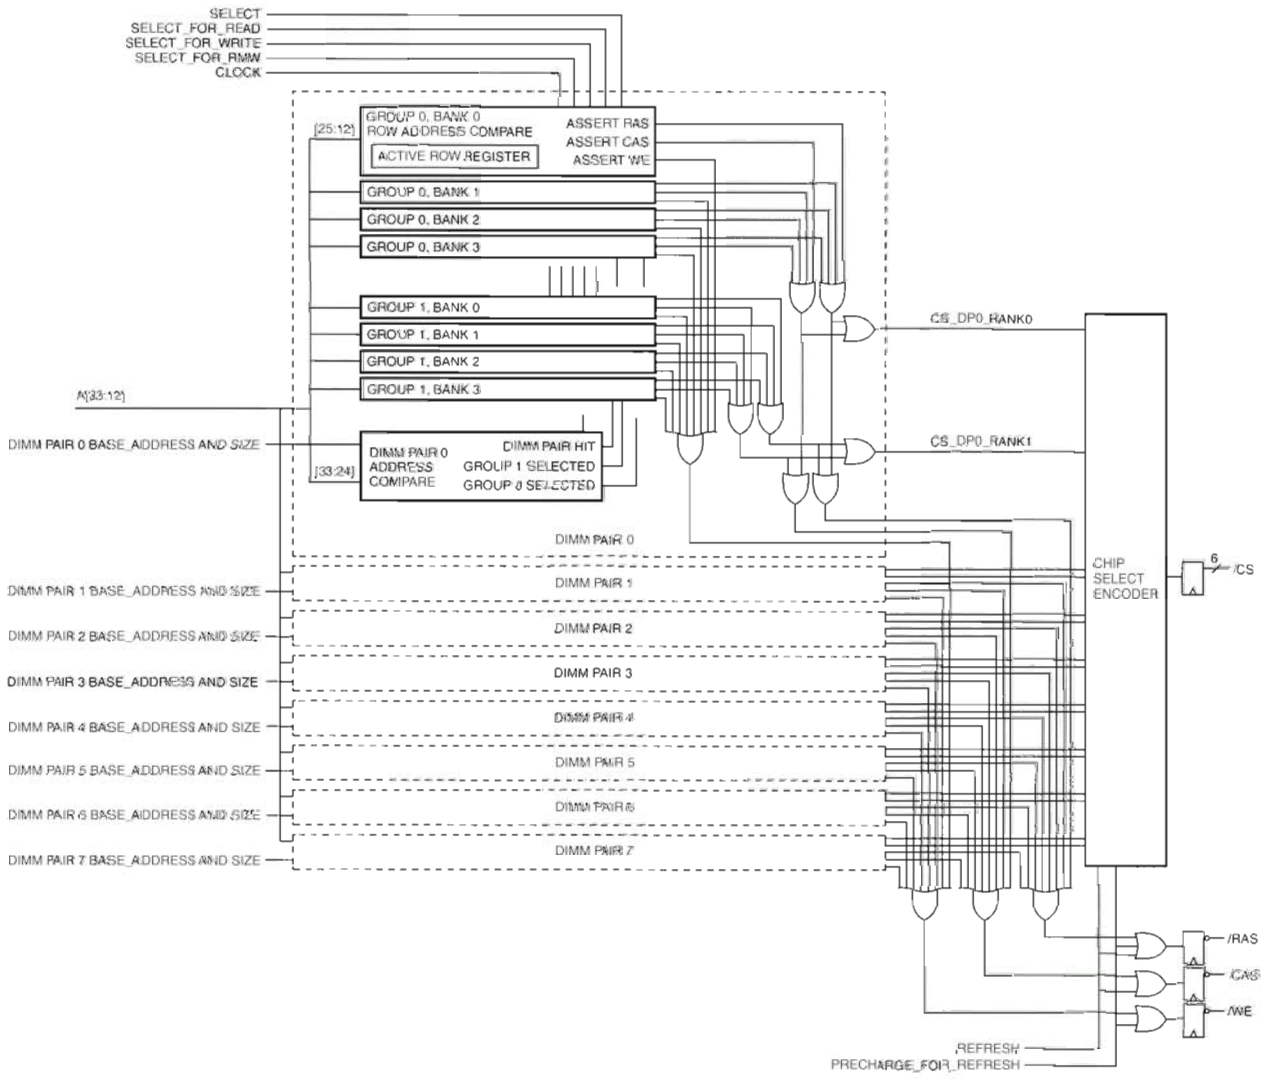 SELECT
SELECT_FOR_READ
SELECT_FOR_WRITE
SELECT_FOR_RMW
CLOCK
[25:12]
GROUP 0, BANK 0
ROW ADDRESS COMPARE
ACTIVE ROW REGISTER
ASSERT RAS
ASSERT CAS
ASSERT WE
GROUP 0, BANK 1
GROUP 0, BANK 2
GROUP 0, BANK 3
GROUP 1, BANK 0
GROUP 1, BANK 1
GROUP 1, BANK 2
GROUP 1, BANK 3
CS_DP0_RANK0
A[33:12]
DIMM PAIR 0 BASE_ADDRESS AND SIZE
[33:24]
DIMM PAIR 0
ADDRESS
COMPARE
DIMM PAIR HIT
GROUP 1 SELECTED
GROUP 0 SELECTED
CS_DP0_RANK1
DIMM PAIR 0
CHIP
SELECT
ENCODER
6
/CS
DIMM PAIR 1 BASE_ADDRESS AND SIZE
DIMM PAIR 1
DIMM PAIR 2 BASE_ADDRESS AND SIZE
DIMM PAIR 2
DIMM PAIR 3 BASE_ADDRESS AND SIZE
DIMM PAIR 3
DIMM PAIR 4 BASE_ADDRESS AND SIZE
DIMM PAIR 4
DIMM PAIR 5 BASE_ADDRESS AND SIZE
DIMM PAIR 5
DIMM PAIR 6 BASE_ADDRESS AND SIZE
DIMM PAIR 6
DIMM PAIR 7 BASE_ADDRESS AND SIZE
DIMM PAIR 7
/RAS
/CAS
/WE
REFRESH
PRECHARGE_FOR_REFRESH